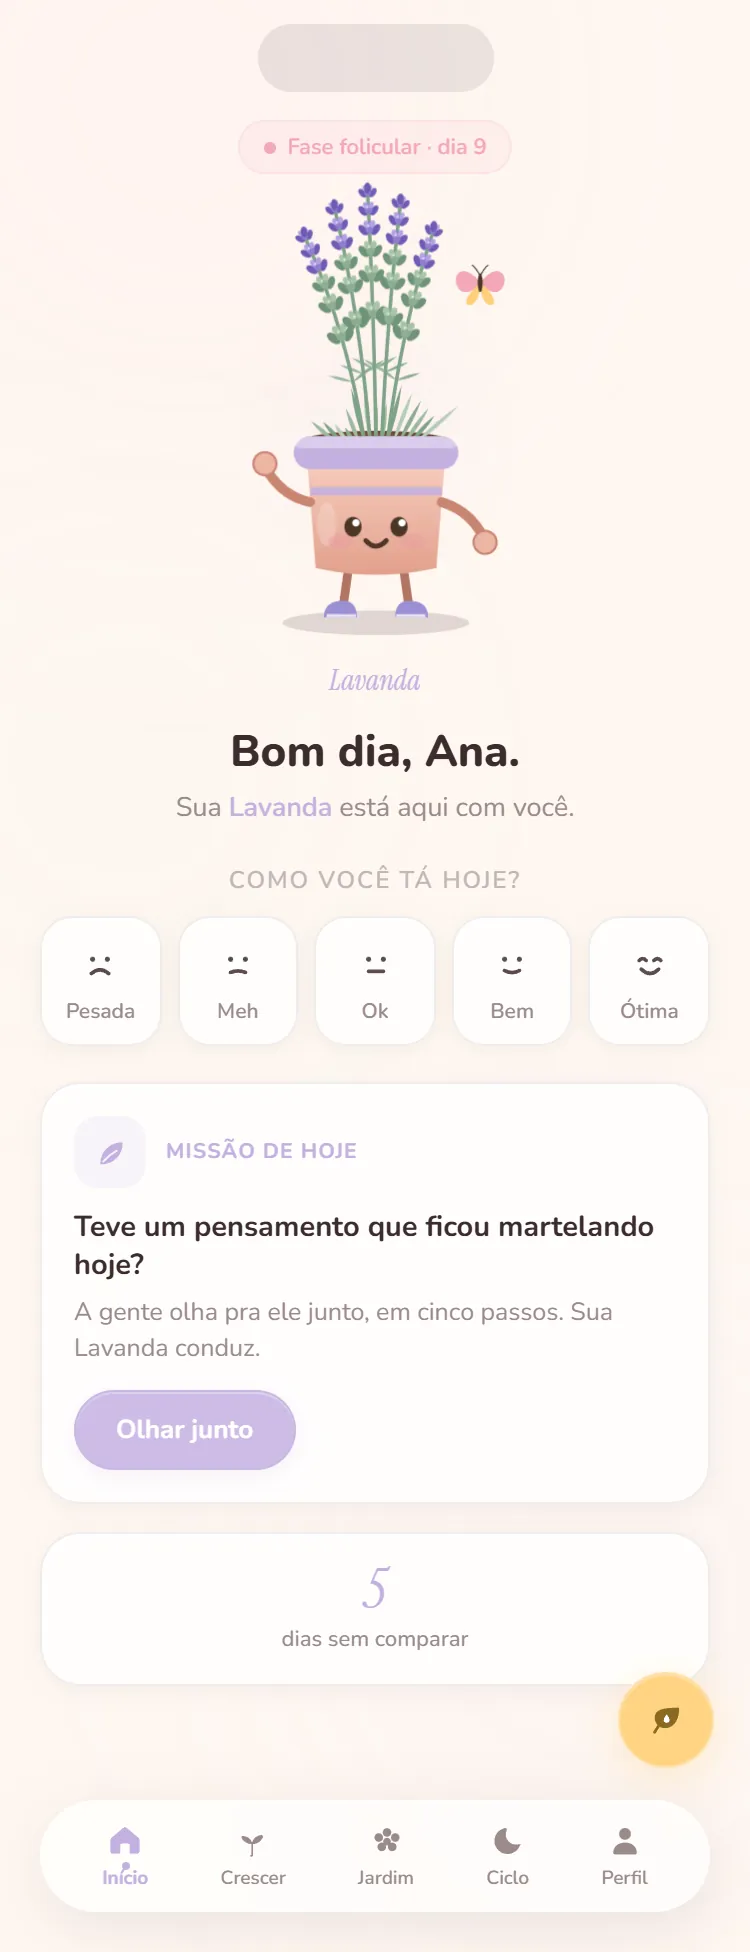 Fase folicular · dia 9
Lavanda
Bom dia, Ana.
Sua Lavanda está aqui com você.
COMO VOCÊ TÁ HOJE?
Pesada
Meh
Ok
Bem
Ótima
MISSÃO DE HOJE
Teve um pensamento que ficou martelando
hoje?
A gente olha pra ele junto, em cinco passos. Sua
Lavanda conduz.
Olhar junto
5
dias sem comparar
Início
Crescer
Jardim
Ciclo
Perfil